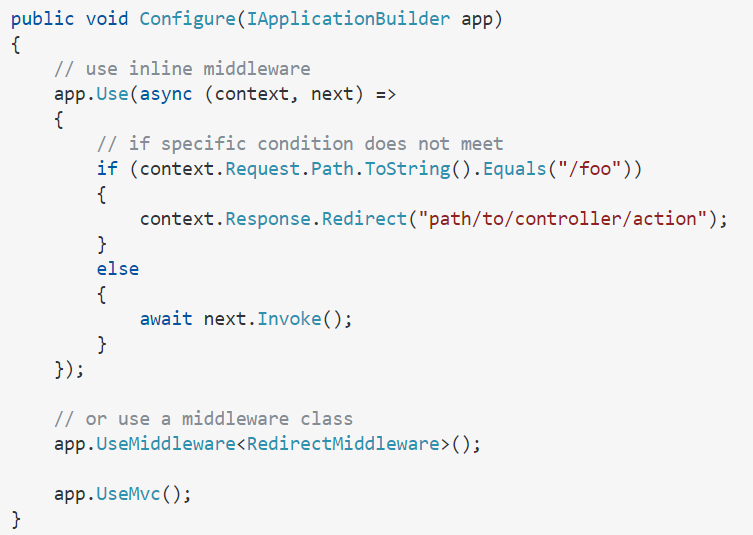 public void Configure(IApplicationBuilder app)
{
    // use inline middleware
    app.Use(async (context, next) =>
    {
        // if specific condition does not meet
        if (context.Request.Path.ToString().Equals("/foo"))
        {
            context.Response.Redirect("path/to/controller/action");
        }
        else
        {
            await next.Invoke();
        }
    });

    // or use a middleware class
    app.UseMiddleware<RedirectMiddleware>();

    app.UseMvc();
}